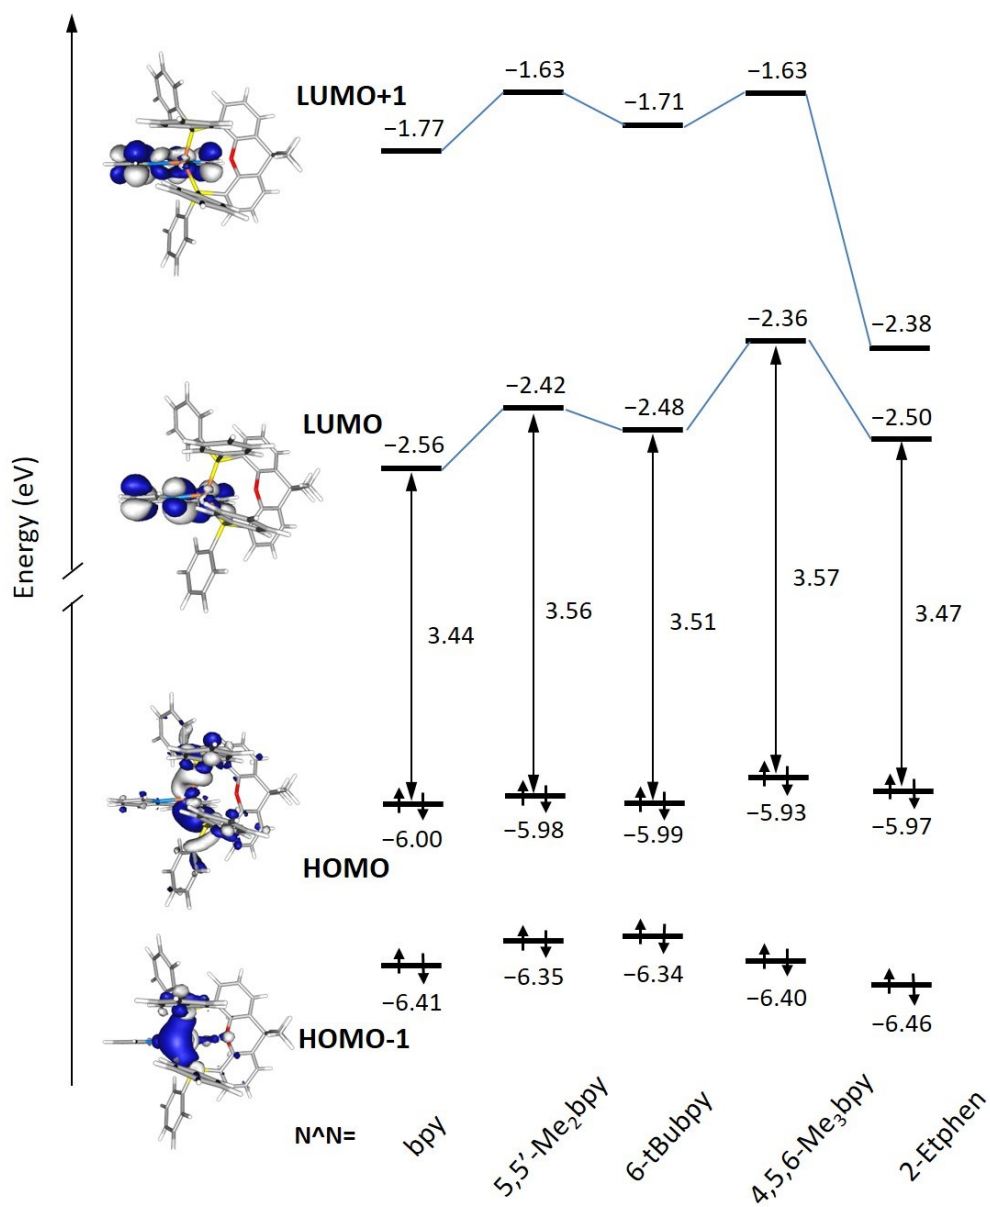 LUMO+1
−1.77
−1.63
−1.71
−1.63
−2.38
LUMO
−2.56
−2.42
−2.48
−2.36
−2.50
Energy (eV)
3.44
3.56
3.51
3.57
3.47
HOMO
−6.00
−5.98
−5.99
−5.93
−5.97
HOMO-1
−6.41
−6.35
−6.34
−6.40
−6.46
N^N=
bpy
5,5′-Me₂bpy
6-tBubpy
4,5,6-Me₃bpy
2-Etphen